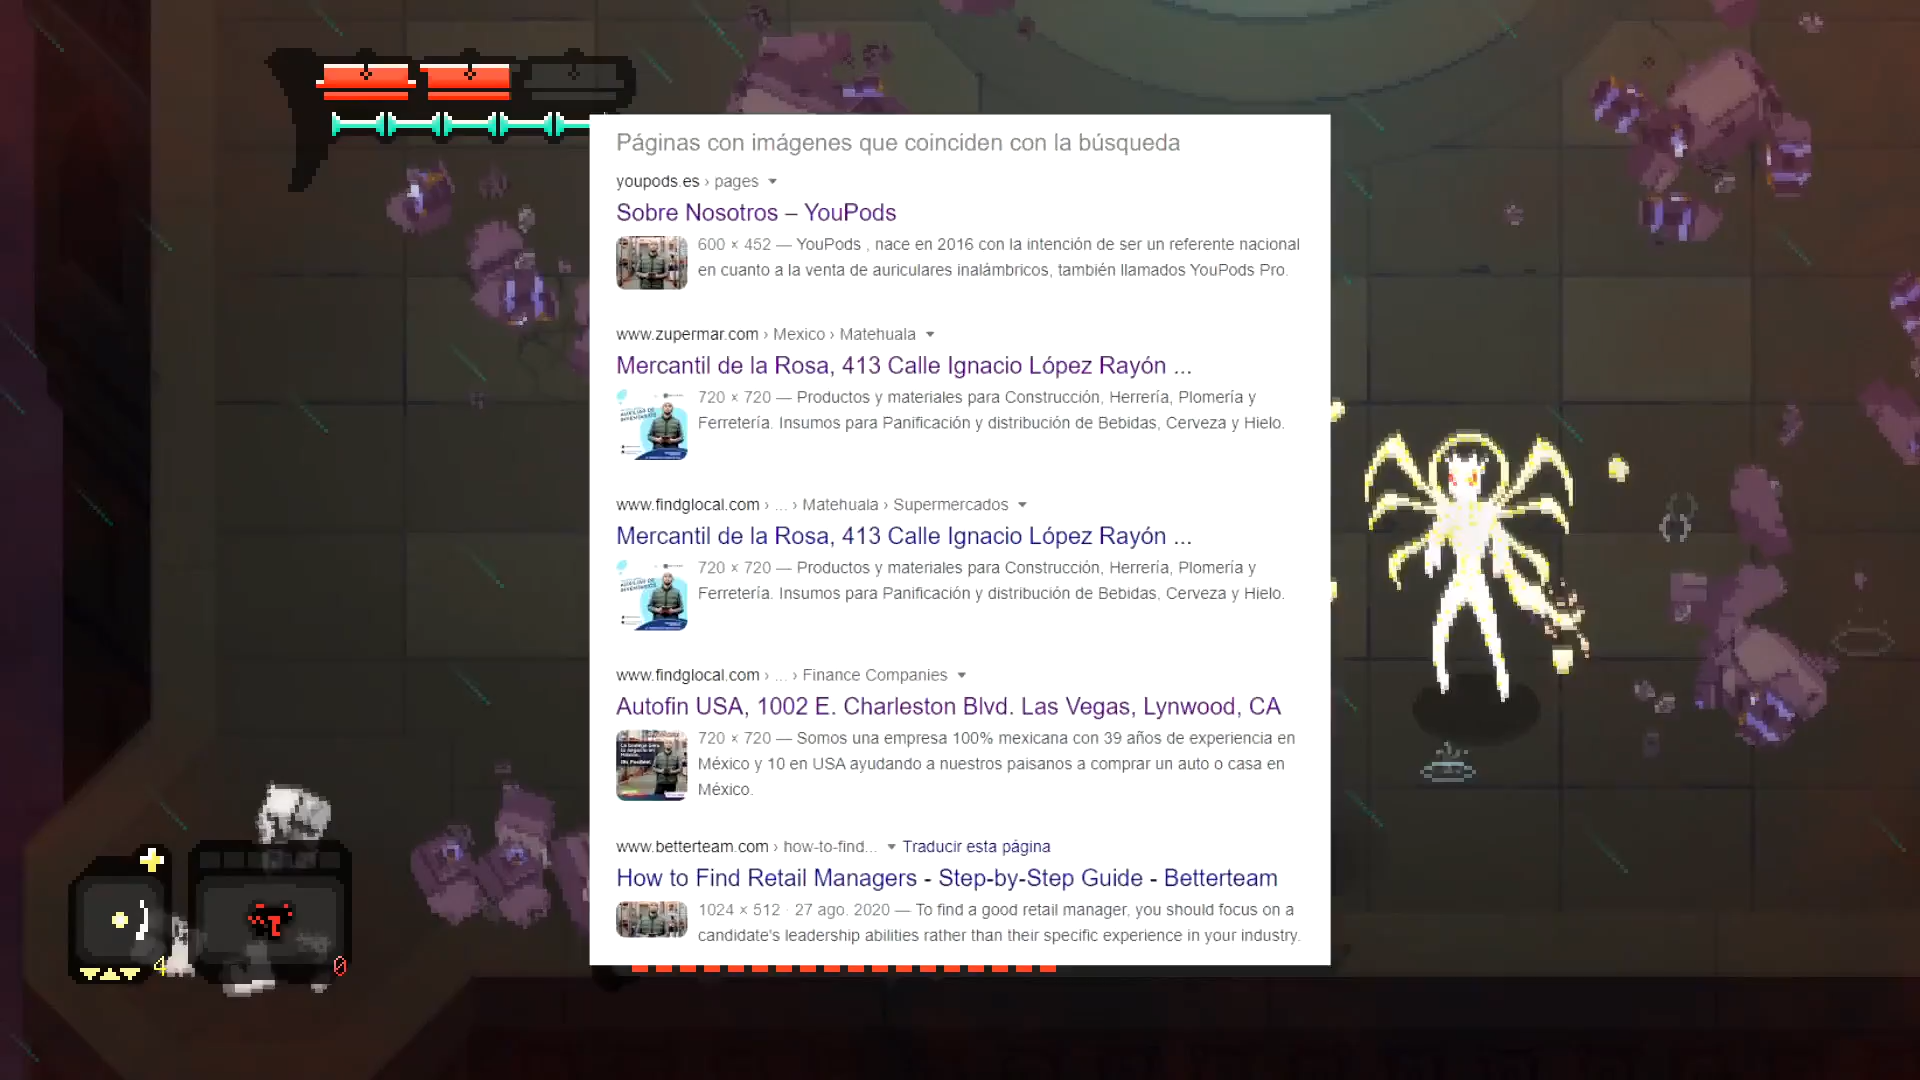 Páginas con imágenes que coinciden con la búsqueda
youpods.es › pages
Sobre Nosotros – YouPods
600 × 452 — YouPods , nace en 2016 con la intención de ser un referente nacional
en cuanto a la venta de auriculares inalámbricos, también llamados YouPods Pro.
www.zupermar.com › Mexico › Matehuala
Mercantil de la Rosa, 413 Calle Ignacio López Rayón ...
720 × 720 — Productos y materiales para Construcción, Herrería, Plomería y
Ferretería. Insumos para Panificación y distribución de Bebidas, Cerveza y Hielo.
www.findglocal.com › ... › Matehuala › Supermercados
Mercantil de la Rosa, 413 Calle Ignacio López Rayón ...
720 × 720 — Productos y materiales para Construcción, Herrería, Plomería y
Ferretería. Insumos para Panificación y distribución de Bebidas, Cerveza y Hielo.
www.findglocal.com › ... › Finance Companies
Autofin USA, 1002 E. Charleston Blvd. Las Vegas, Lynwood, CA
720 × 720 — Somos una empresa 100% mexicana con 39 años de experiencia en
México y 10 en USA ayudando a nuestros paisanos a comprar un auto o casa en
México.
www.betterteam.com › how-to-find... Traducir esta página
How to Find Retail Managers - Step-by-Step Guide - Betterteam
1024 × 512 · 27 ago. 2020 — To find a good retail manager, you should focus on a
candidate's leadership abilities rather than their specific experience in your industry.
4
0